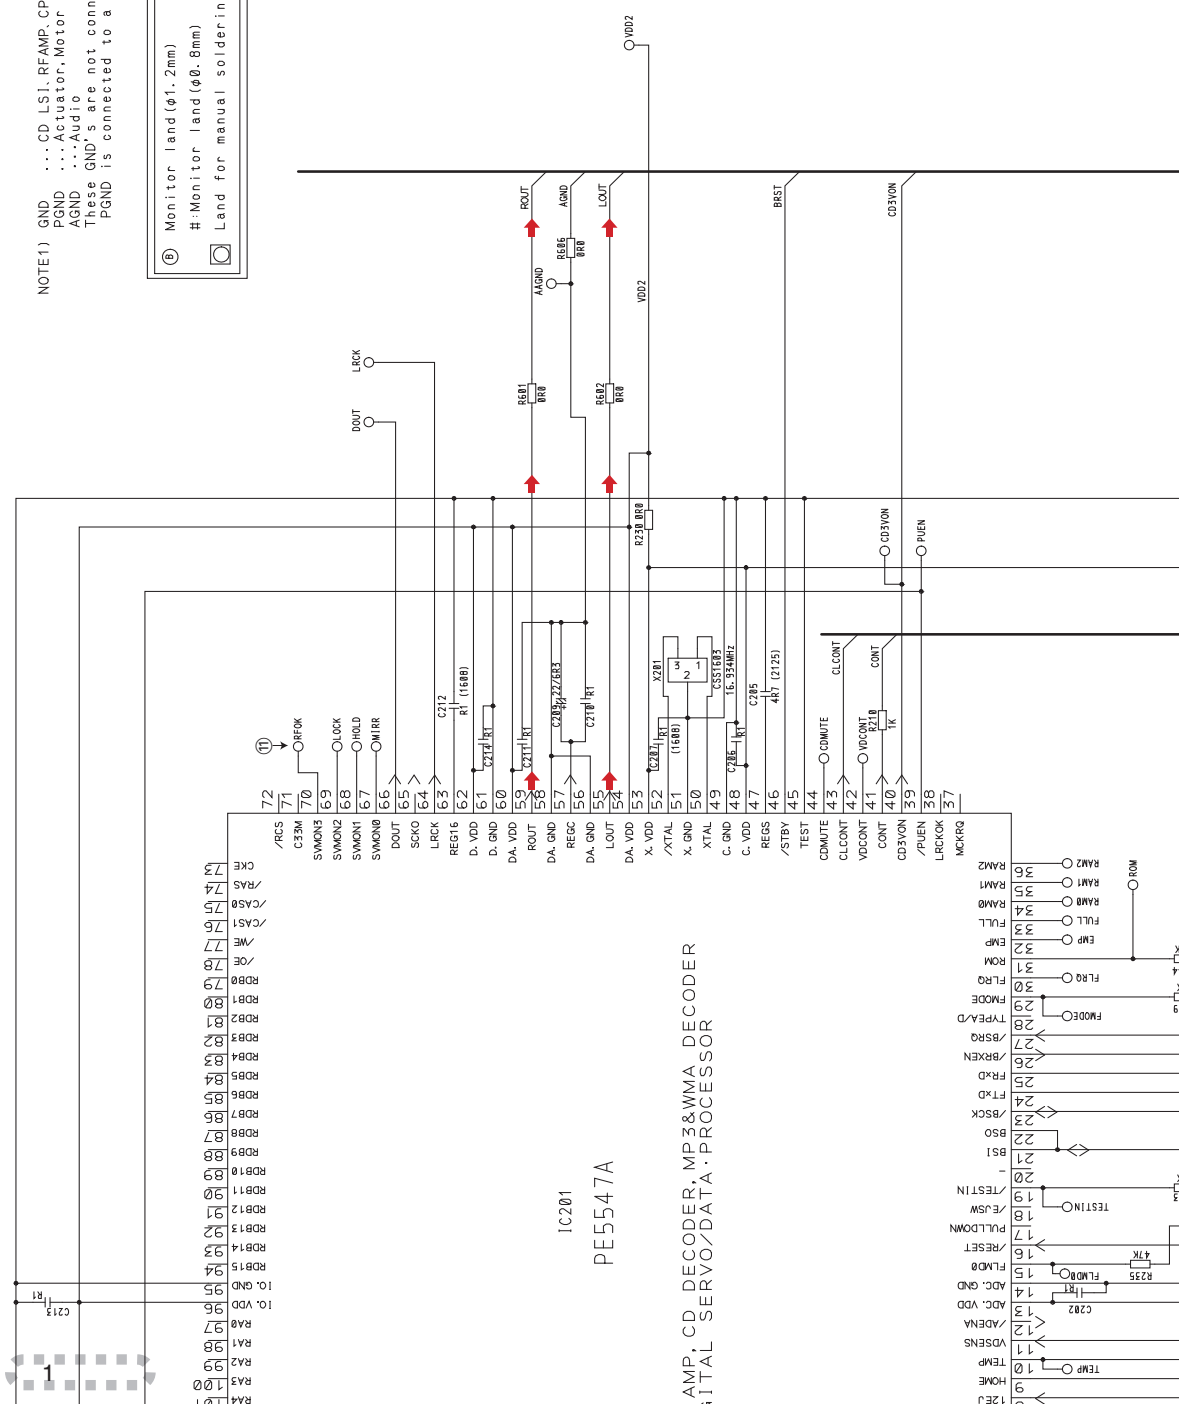 NOTE1) GND ...CD LSI, RFAMP, CP
PGND ...Actuator, Motor
AGND ...Audio
These GND's are not conn
PGND is connected to a
B Monitor land(φ1.2mm)
#:Monitor land(φ0.8mm)
Land for manual solderin
VDD2
ROUT
AGND
LOUT
BRST
CD3VON
R606
0R0
AAGND
VDD2
LRCK
DOUT
R601
0R0
R602
0R0
R230 0R0
CD3VON
PUEN
CLCONT
CONT
X201
3 1
2
CSS1603
16.934MHz
C205
4R7 (2125)
C212
R1 (1608)
C214 R1
C211 R1
C209 22/6R3
C210 R1
C207 R1
(1608)
C206 R1
CDMUTE
VDCONT
R210
1K
11
RFOK
LOCK
HOLD
MIRR
72
71
70
69
68
67
66
65
64
63
62
61
60
59
58
57
56
55
54
53
52
51
50
49
48
47
46
45
44
43
42
41
40
39
38
37
/RCS
C33M
SVMON3
SVMON2
SVMON1
SVMON0
DOUT
SCKO
LRCK
REG16
D.VDD
D.GND
DA.VDD
ROUT
DA.GND
REGC
DA.GND
LOUT
DA.VDD
X.VDD
/XTAL
X.GND
XTAL
C.GND
C.VDD
REGS
/STBY
TEST
CDMUTE
CLCONT
VDCONT
CONT
CD3VON
/PUEN
LRCKOK
MCKRQ
73 CKE
74 /RAS
75 /CAS0
76 /CAS1
77 /WE
78 /OE
79 RDB0
80 RDB1
81 RDB2
82 RDB3
83 RDB4
84 RDB5
85 RDB6
86 RDB7
87 RDB8
88 RDB9
89 RDB10
90 RDB11
91 RDB12
92 RDB13
93 RDB14
94 RDB15
95 IO.GND
96 IO.VDD
97 RA0
98 RA1
99 RA2
100 RA3
RA4
R1
C213
1
IC201
PE5547A
AMP, CD DECODER, MP3&WMA DECODER
GITAL SERVO/DATA·PROCESSOR
RAM2 36 RAM2
RAM1 35 RAM1
RAM0 34 RAM0
FULL 33 FULL
EMP 32 EMP
ROM 31
ROM
FLRQ 30 FLRQ
FMODE 29
TYPEA/D 28 FMODE
/BSRQ 27
/BRXEN 26
FRxD 25
FTxD 24
/BSCK 23
BSO 22
BSI 21
- 20
/TESTIN 19
/EJSW 18 TESTIN
PULLDOWN 17
/RESET 16
FLMD0 15 FLMD0
47K
R235
ADC.GND 14 R1
C202
ADC.VDD 13
/ADENA 12
VDSENS 11
TEMP 10 TEMP
HOME 9
12EJ